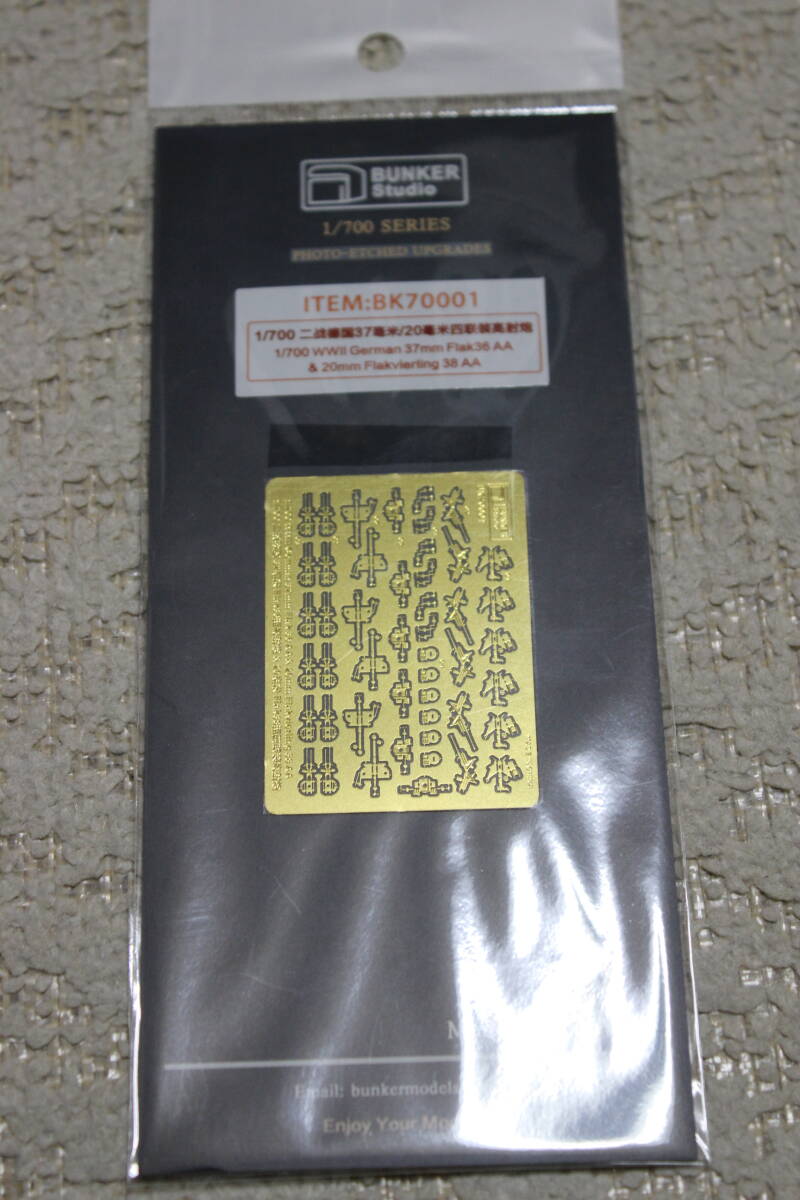 BUNKER
Studio
1/700 SERIES
PHOTO-ETCHED UPGRADES
ITEM:BK70001
1/700 二战德国37毫米/20毫米四联装高射炮
1/700 WWII German 37mm Flak36 AA
& 20mm Flakvierling 38 AA
Email: bunkermodels
Enjoy Your